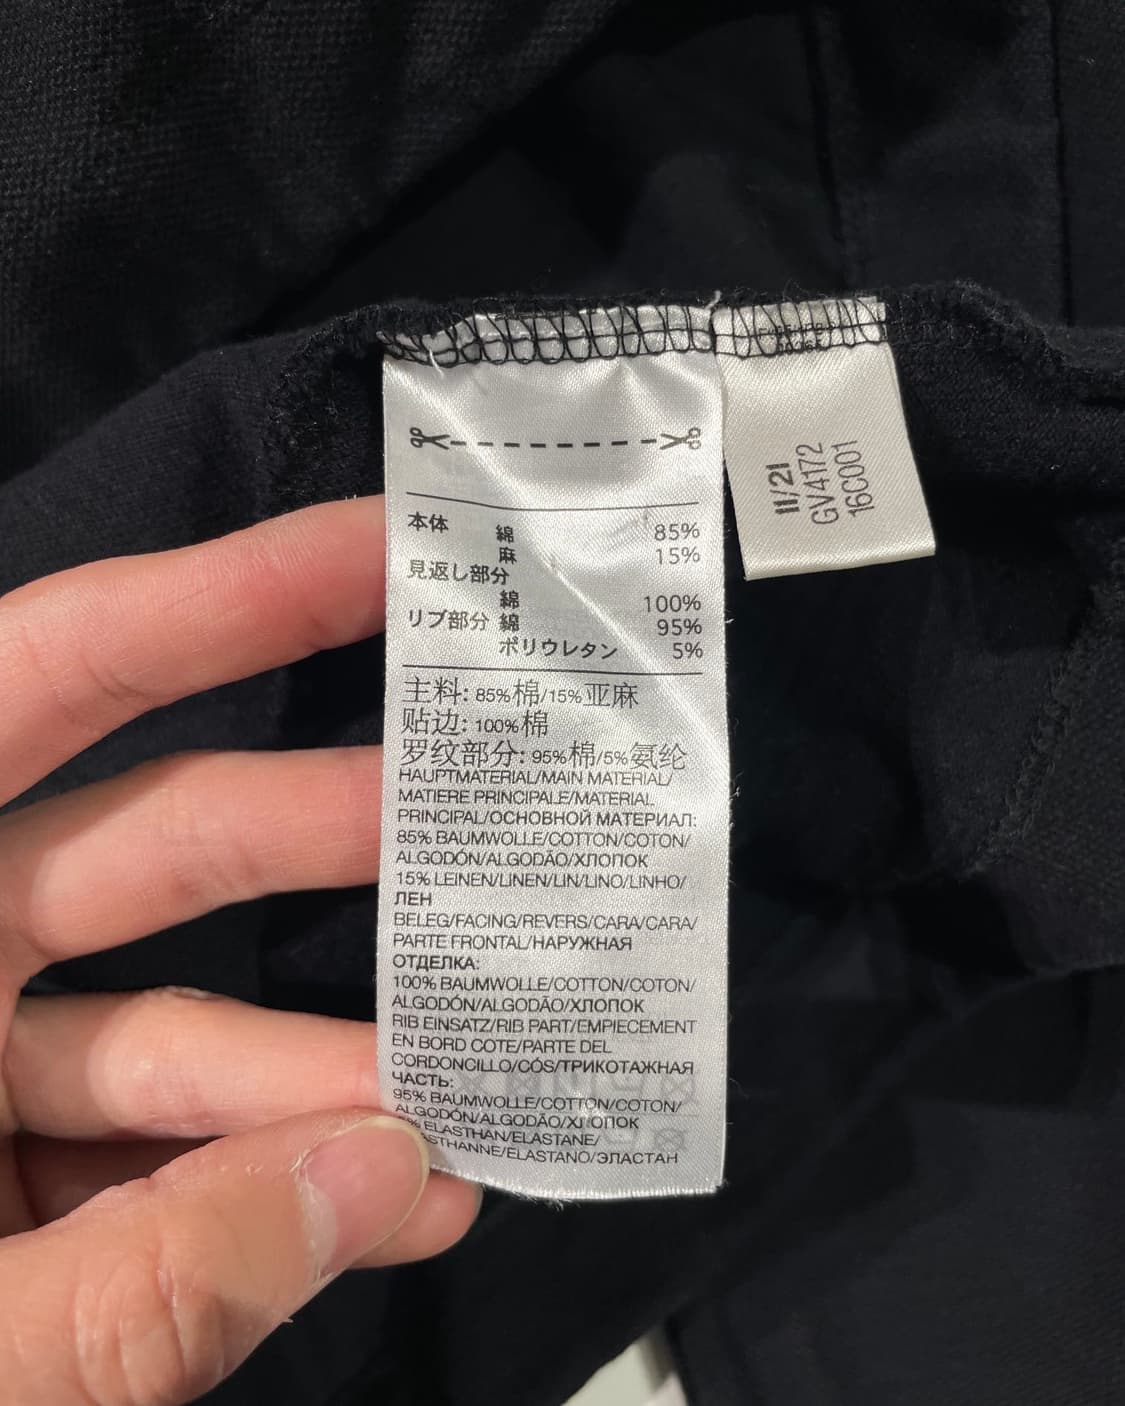 本体 綿 85%
麻 15%
見返し部分
綿 100%
リブ部分 綿 95%
ポリウレタン 5%
主料: 85%棉/15%亚麻
贴边: 100%棉
罗纹部分: 95%棉/5%氨纶
HAUPTMATERIAL/MAIN MATERIAL/
MATIERE PRINCIPALE/MATERIAL
PRINCIPAL/ОСНОВНОЙ МАТЕРИАЛ:
85% BAUMWOLLE/COTTON/COTON/
ALGODÓN/ALGODÃO/ХЛОПОК
15% LEINEN/LINEN/LIN/LINO/LINHO/
ЛЕН
BELEG/FACING/REVERS/CARA/CARA/
PARTE FRONTAL/НАРУЖНАЯ
ОТДЕЛКА:
100% BAUMWOLLE/COTTON/COTON/
ALGODÓN/ALGODÃO/ХЛОПОК
RIB EINSATZ/RIB PART/EMPIECEMENT
EN BORD COTE/PARTE DEL
CORDONCILLO/CÓS/ТРИКОТАЖНАЯ
ЧАСТЬ:
95% BAUMWOLLE/COTTON/COTON/
ALGODÓN/ALGODÃO/ХЛОПОК
ELASTHAN/ELASTANE/
ELASTANO/ЭЛАСТАН
11/21
GV4172
16C001